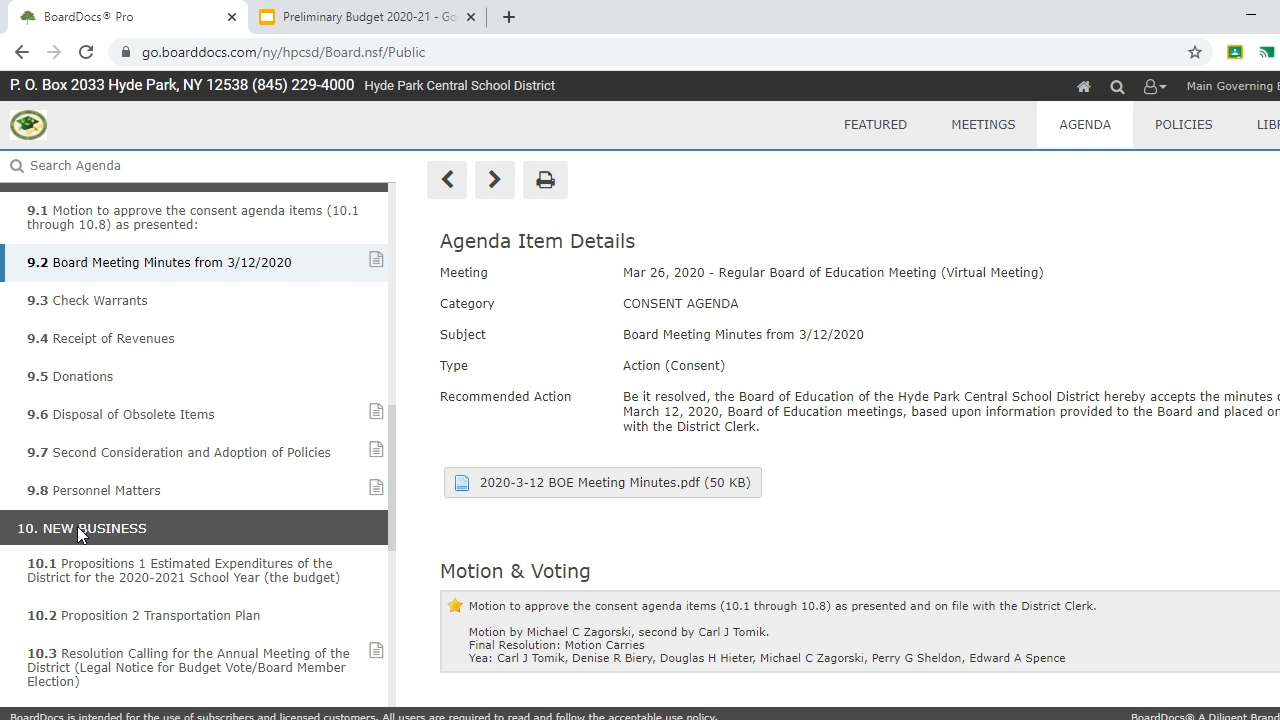 BoardDocs® Pro
Preliminary Budget 2020-21 - Go
go.boarddocs.com/ny/hpcsd/Board.nsf/Public
P. O. Box 2033 Hyde Park, NY 12538 (845) 229-4000 Hyde Park Central School District
Main Governing
FEATURED MEETINGS AGENDA POLICIES LIB
Search Agenda
9.1 Motion to approve the consent agenda items (10.1
through 10.8) as presented:
9.2 Board Meeting Minutes from 3/12/2020
9.3 Check Warrants
9.4 Receipt of Revenues
9.5 Donations
9.6 Disposal of Obsolete Items
9.7 Second Consideration and Adoption of Policies
9.8 Personnel Matters
10. NEW BUSINESS
10.1 Propositions 1 Estimated Expenditures of the
District for the 2020-2021 School Year (the budget)
10.2 Proposition 2 Transportation Plan
10.3 Resolution Calling for the Annual Meeting of the
District (Legal Notice for Budget Vote/Board Member
Election)
Agenda Item Details
Meeting Mar 26, 2020 - Regular Board of Education Meeting (Virtual Meeting)
Category CONSENT AGENDA
Subject Board Meeting Minutes from 3/12/2020
Type Action (Consent)
Recommended Action Be it resolved, the Board of Education of the Hyde Park Central School District hereby accepts the minutes
March 12, 2020, Board of Education meetings, based upon information provided to the Board and placed on
with the District Clerk.
2020-3-12 BOE Meeting Minutes.pdf (50 KB)
Motion & Voting
Motion to approve the consent agenda items (10.1 through 10.8) as presented and on file with the District Clerk.
Motion by Michael C Zagorski, second by Carl J Tomik.
Final Resolution: Motion Carries
Yea: Carl J Tomik, Denise R Biery, Douglas H Hieter, Michael C Zagorski, Perry G Sheldon, Edward A Spence
BoardDocs is intended for the use of subscribers and licensed customers. All users are required to read and follow the acceptable use policy.
BoardDocs® A Diligent Brand